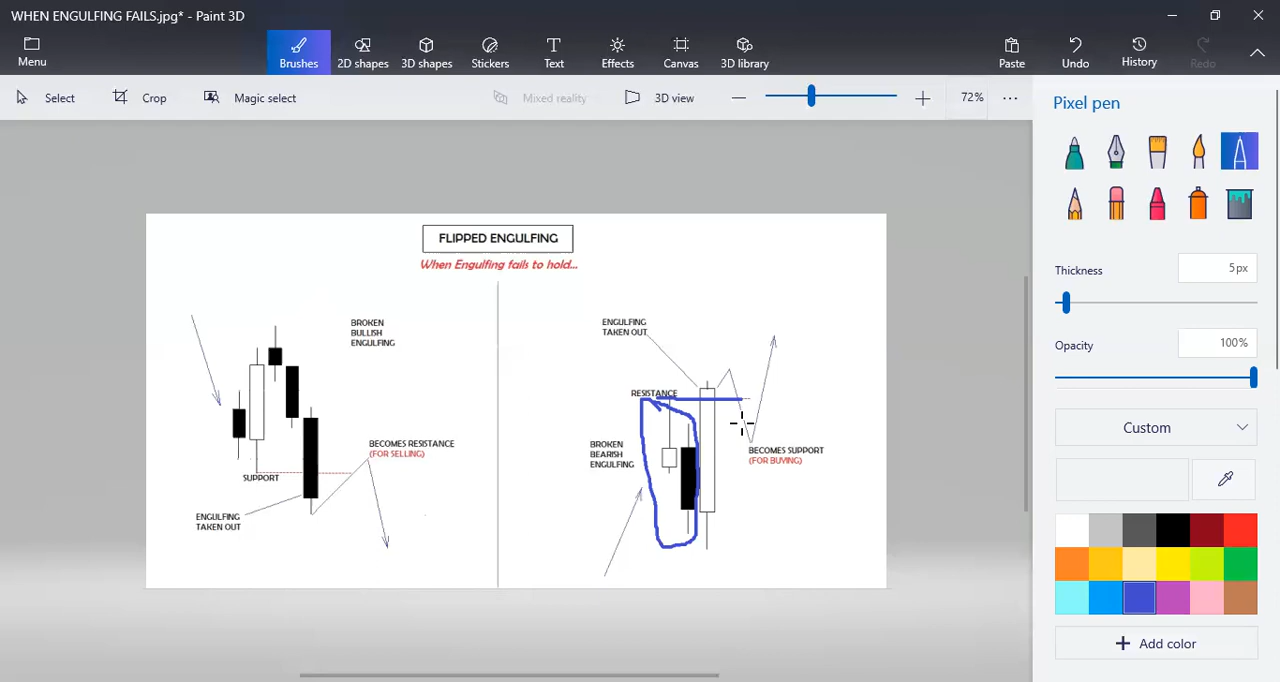 WHEN ENGULFING FAILS.jpg* - Paint 3D
Menu
Brushes
2D shapes
3D shapes
Stickers
Text
Effects
Canvas
3D library
Paste
Undo
History
Redo
Select
Crop
Magic select
Mixed reality
3D view
72%
Pixel pen
Thickness
5px
Opacity
100%
Custom
Add color
FLIPPED ENGULFING
When Engulfing fails to hold...
BROKEN
BULLISH
ENGULFING
BECOMES RESISTANCE
(FOR SELLING)
SUPPORT
ENGULFING
TAKEN OUT
ENGULFING
TAKEN OUT
RESISTANCE
BROKEN
BEARISH
ENGULFING
BECOMES SUPPORT
(FOR BUYING)